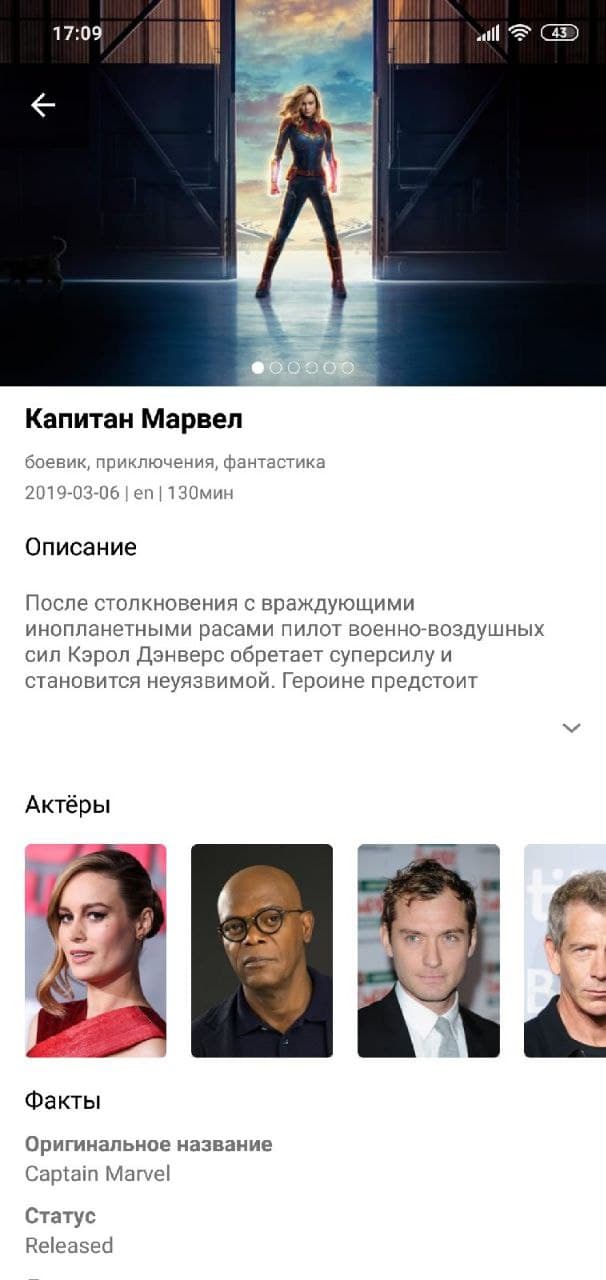 17:09
43
Капитан Марвел
боевик, приключения, фантастика
2019-03-06 | en | 130мин
Описание
После столкновения с враждующими
инопланетными расами пилот военно-воздушных
сил Кэрол Дэнверс обретает суперсилу и
становится неуязвимой. Героине предстоит
Актёры
Факты
Оригинальное название
Captain Marvel
Статус
Released